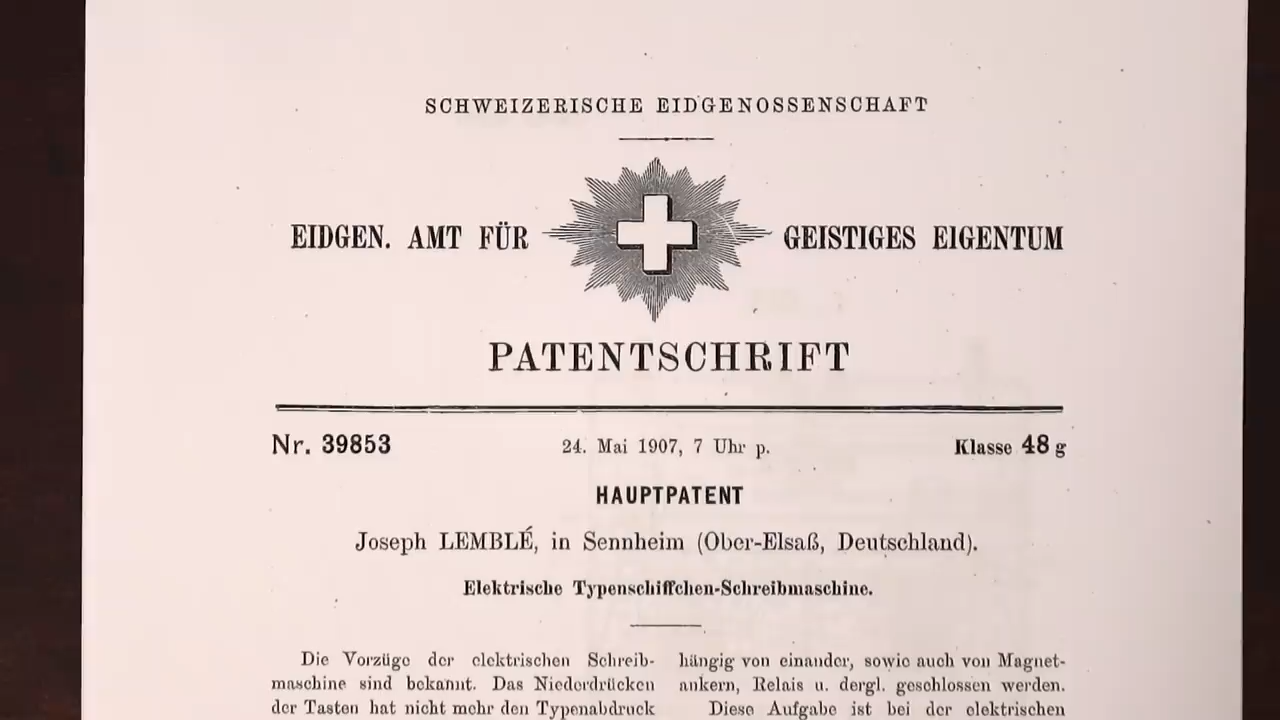 SCHWEIZERISCHE EIDGENOSSENSCHAFT
EIDGEN. AMT FÜR GEISTIGES EIGENTUM
PATENTSCHRIFT
Nr. 39853 24. Mai 1907, 7 Uhr p. Klasse 48 g
HAUPTPATENT
Joseph LEMBLÉ, in Sennheim (Ober-Elsaß, Deutschland).
Elektrische Typenschiffchen-Schreibmaschine.
Die Vorzüge der elektrischen Schreib-
maschine sind bekannt. Das Niederdrücken
der Tasten hat nicht mehr den Typenabdruck
hängig von einander, sowie auch von Magnet-
ankern, Relais u. dergl. geschlossen werden.
Diese Aufgabe ist bei der elektrischen